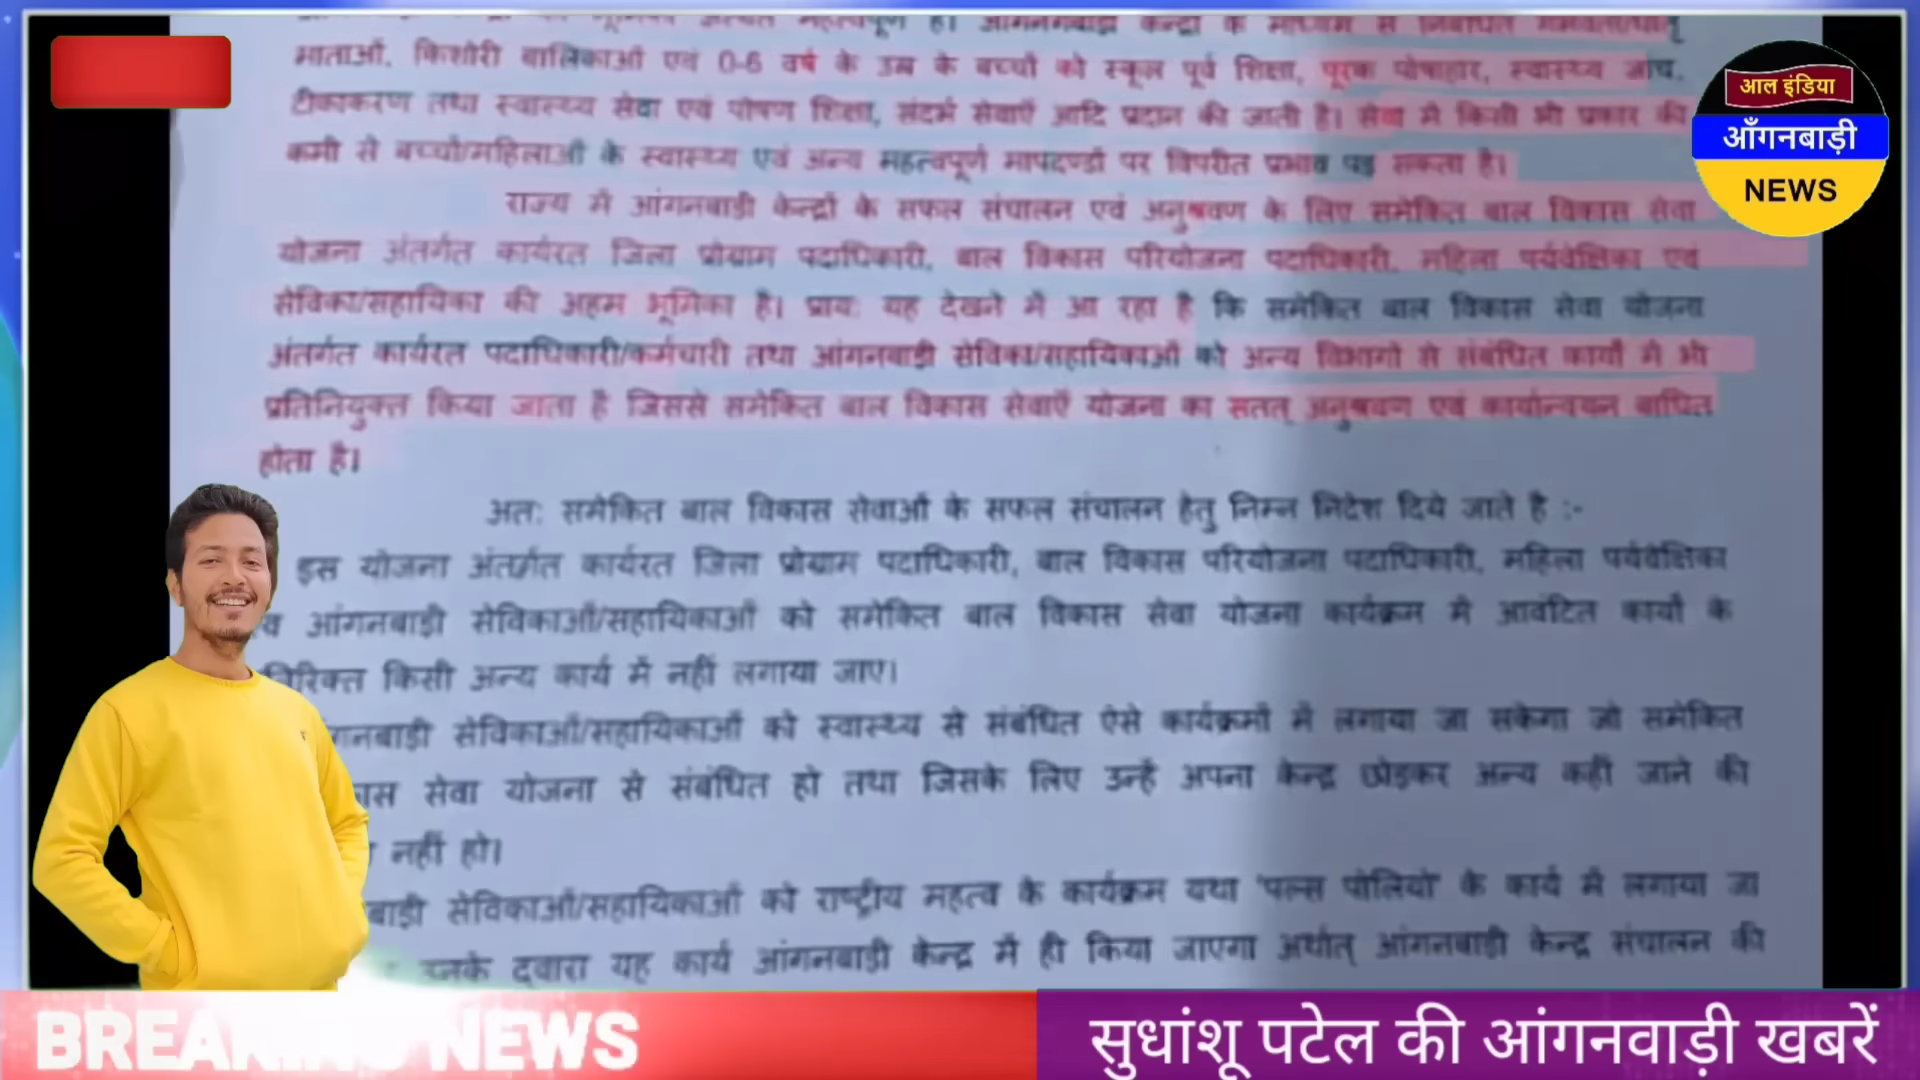 माताओं, किशोरी बालिकाओं एवं 0-6 वर्ष के उम्र के बच्चों को स्कूल पूर्व शिक्षा, पूरक पोषाहार, स्वास्थ्य जांच,
टीकाकरण तथा स्वास्थ्य सेवा एवं पोषण शिक्षा, संदर्भ सेवाएँ आदि प्रदान की जाती है। सेवा में किसी भी प्रकार की
कमी से बच्चों/महिलाओं के स्वास्थ्य एवं अन्य महत्वपूर्ण मापदण्डों पर विपरीत प्रभाव पड़ सकता है।
राज्य में आंगनबाड़ी केन्द्रों के सफल संचालन एवं अनुश्रवण के लिए समेकित बाल विकास सेवा
योजना अंतर्गत कार्यरत जिला प्रोग्राम पदाधिकारी, बाल विकास परियोजना पदाधिकारी, महिला पर्यवेक्षिका एवं
सेविका/सहायिका की अहम भूमिका है। प्रायः यह देखने में आ रहा है कि समेकित बाल विकास सेवा योजना
अंतर्गत कार्यरत पदाधिकारी/कर्मचारी तथा आंगनबाड़ी सेविका/सहायिकाओं को अन्य विभागों से संबंधित कार्यों में भी
प्रतिनियुक्त किया जाता है जिससे समेकित बाल विकास सेवाएँ योजना का सतत् अनुश्रवण एवं कार्यान्वयन बाधित
होता है।
अतः समेकित बाल विकास सेवाओं के सफल संचालन हेतु निम्न निदेश दिये जाते है :-
इस योजना अंतर्गत कार्यरत जिला प्रोग्राम पदाधिकारी, बाल विकास परियोजना पदाधिकारी, महिला पर्यवेक्षिका
व आंगनबाड़ी सेविकाओं/सहायिकाओं को समेकित बाल विकास सेवा योजना कार्यक्रम में आवंटित कार्यों के
तिरिक्त किसी अन्य कार्य में नहीं लगाया जाए।
गनबाड़ी सेविकाओं/सहायिकाओं को स्वास्थ्य से संबंधित ऐसे कार्यक्रमों में लगाया जा सकेगा जो समेकित
ास सेवा योजना से संबंधित हो तथा जिसके लिए उन्हें अपना केन्द्र छोड़कर अन्य कहीं जाने की
नहीं हो।
बाड़ी सेविकाओं/सहायिकाओं को राष्ट्रीय महत्व के कार्यक्रम यथा 'पल्स पोलियो' के कार्य में लगाया जा
उनके द्वारा यह कार्य आंगनबाड़ी केन्द्र में ही किया जाएगा अर्थात् आंगनबाड़ी केन्द्र संचालन की
आल इंडिया
आँगनबाड़ी
NEWS
BREAKING NEWS
सुधांशू पटेल की आंगनवाड़ी खबरें